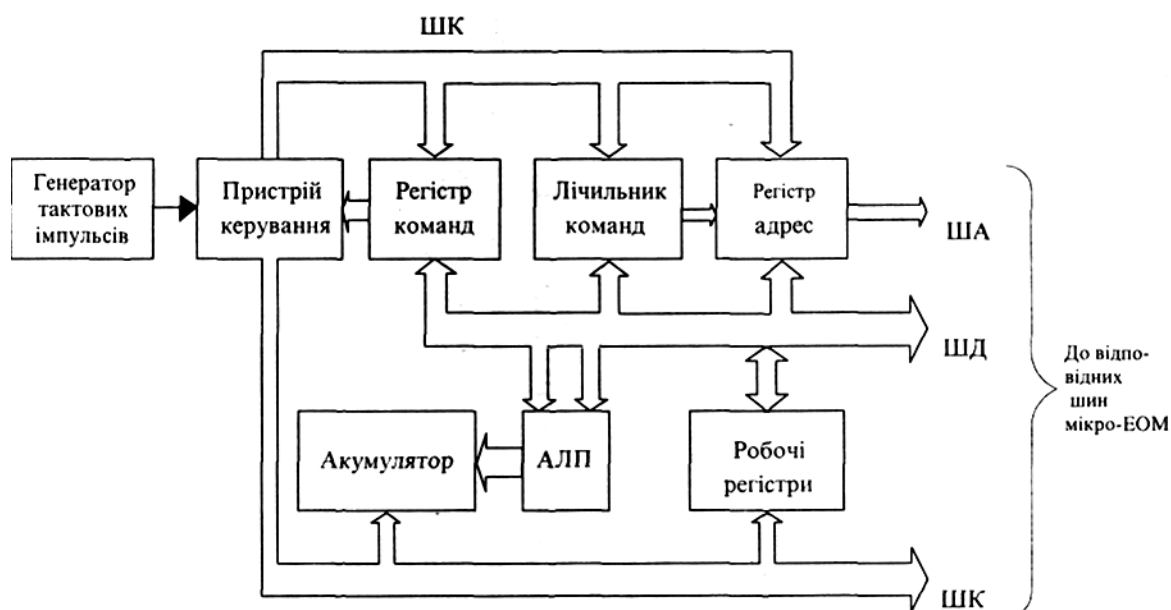 ШК
Генератор
тактових
імпульсів
Пристрій
керування
Регістр
команд
Лічильник
команд
Регістр
адрес
ША
ШД
До відпо-
відних
шин
мікро-ЕОМ
Акумулятор
АЛП
Робочі
регістри
ШК